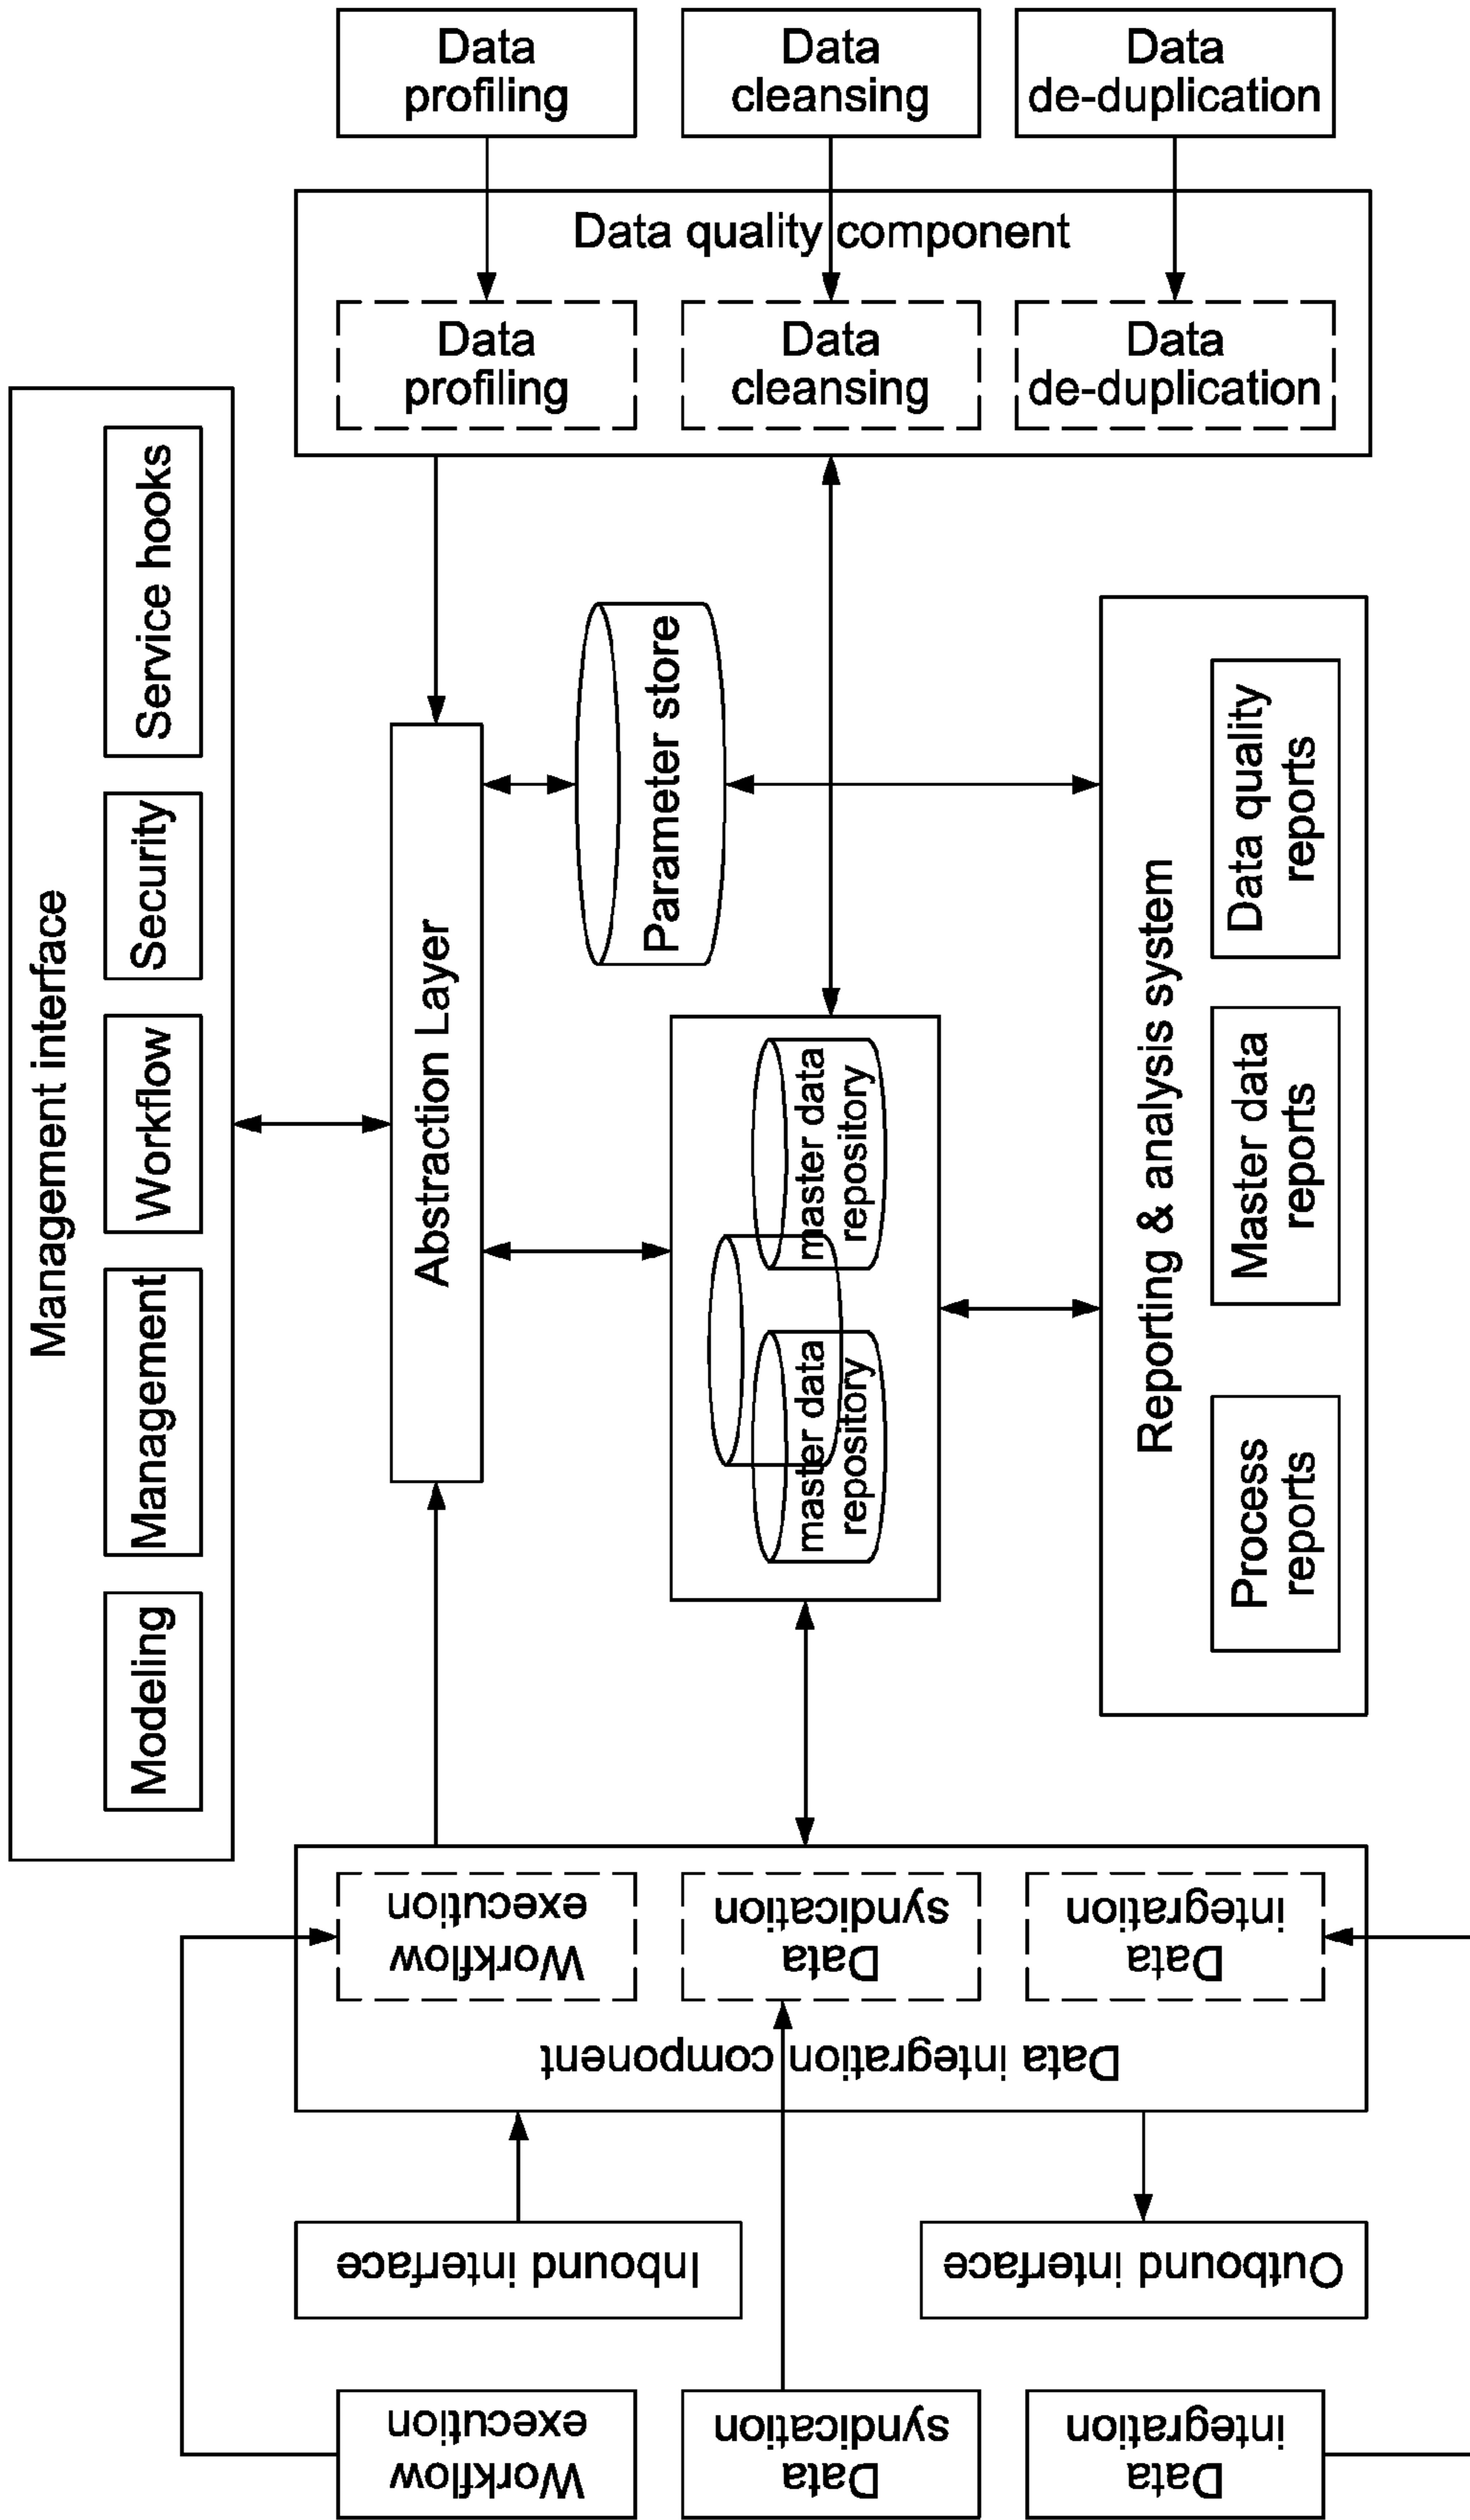 Management interface
Modeling
Management
Workflow
Security
Service hooks
Abstraction Layer
Parameter store
master data
repository
master data
repository
Reporting & analysis system
Process
reports
Master data
reports
Data quality
reports
Data
profiling
Data
cleansing
Data
de-duplication
Data quality component
Data
profiling
Data
cleansing
Data
de-duplication
Workflow
execution
Data
syndication
Data
integration
Data integration component
Inbound interface
Outbound interface
Workflow
execution
Data
syndication
Data
integration